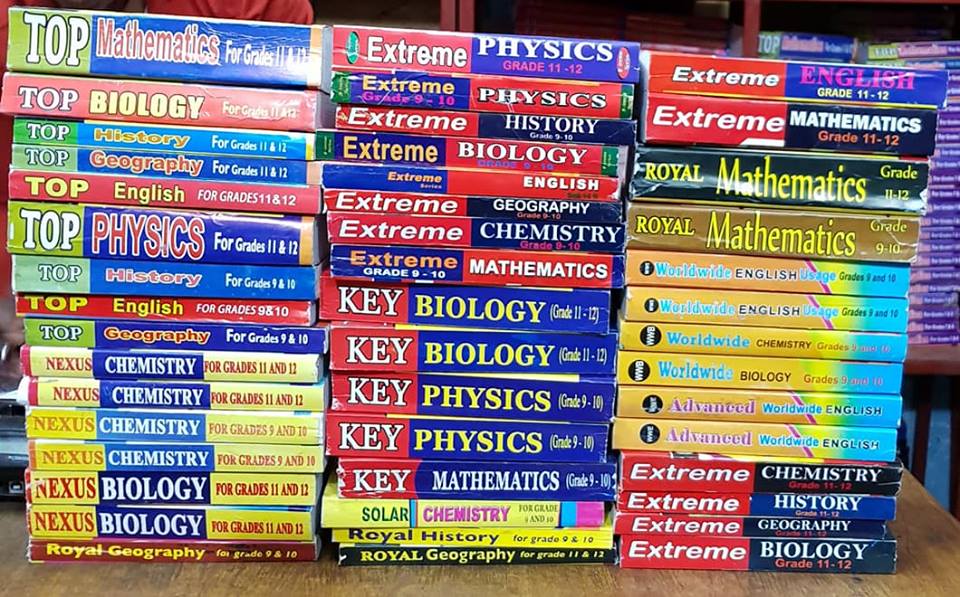 TOP Mathematics For Grades 11 & 12
TOP BIOLOGY For Grades 11 &12
TOP History For Grades 11 & 12
TOP Geography For Grades 11 & 12
TOP English FOR GRADES 11&12
TOP PHYSICS For Grades 11 & 12
TOP History For Grades 9 & 10
TOP English FOR GRADES 9&10
TOP Geography For Grades 9 & 10
NEXUS CHEMISTRY FOR GRADES 11 AND 12
NEXUS CHEMISTRY FOR GRADES 11 AND 12
NEXUS CHEMISTRY FOR GRADES 9 AND 10
NEXUS CHEMISTRY FOR GRADES 9 AND 10
NEXUS BIOLOGY FOR GRADES 11 AND 12
NEXUS BIOLOGY FOR GRADES 11 AND 12
Royal Geography for grade 9 & 10
Extreme PHYSICS
GRADE 11 -12
Extreme PHYSICS
Grade 9 - 10
Extreme HISTORY
Grade 9-10
Extreme BIOLOGY
GRADE 9 - 10
Extreme ENGLISH
Series
Extreme GEOGRAPHY
Grade 9-10
Extreme CHEMISTRY
Grade 9-10
Extreme MATHEMATICS
GRADE 9 - 10
KEY BIOLOGY (Grade 11 - 12)
KEY BIOLOGY (Grade 11 - 12)
KEY PHYSICS (Grade 9 - 10)
KEY PHYSICS (Grade 9 - 10)
KEY MATHEMATICS (Grade 9 - 10)
SOLAR CHEMISTRY FOR GRADE
9 AND 10
Royal History for grade 9 & 10
ROYAL Geography for grade 11 & 12
Extreme ENGLISH
GRADE 11 - 12
Extreme MATHEMATICS
Grade 11- 12
ROYAL Mathematics Grade
11-12
ROYAL Mathematics Grade
9-10
Worldwide ENGLISH Usage Grades 9 and 10
Worldwide ENGLISH Usage Grades 9 and 10
WWB Worldwide CHEMISTRY Grades 9 and 10
WWB Worldwide BIOLOGY Grades 9 and 10
Advanced Worldwide ENGLISH
Advanced Worldwide ENGLISH
Extreme CHEMISTRY
Grade 11- 12
Extreme HISTORY
Grade 11-12
Extreme GEOGRAPHY
Grade 11- 12
Extreme BIOLOGY
Grade 11- 12
TOP